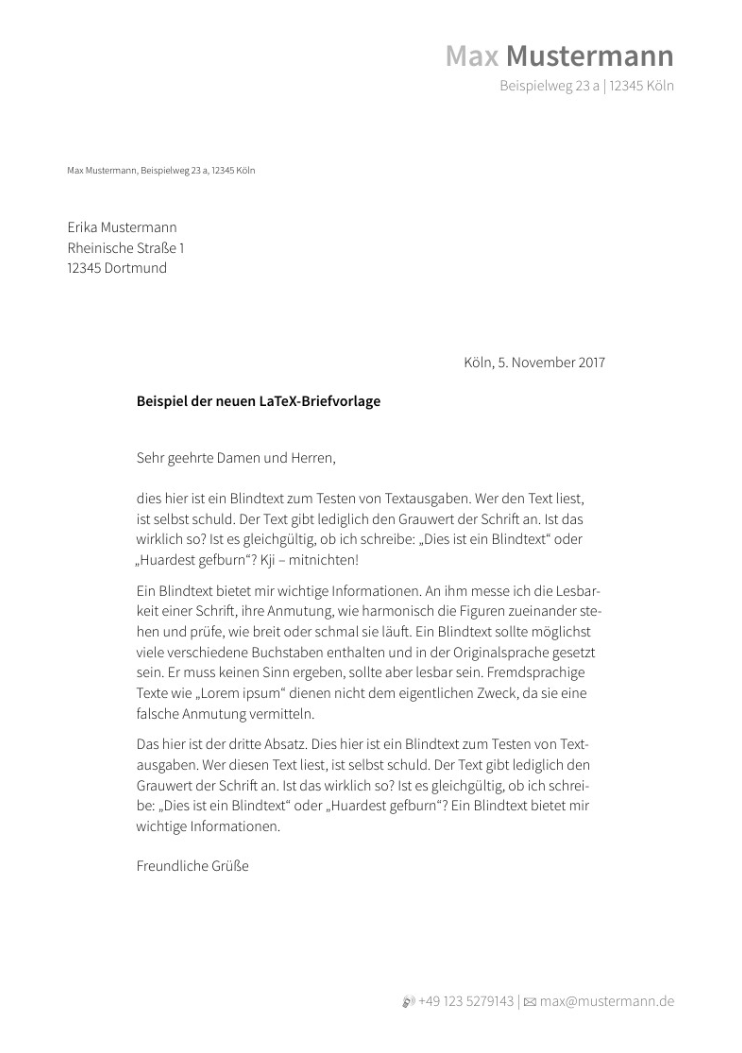 Max Mustermann
Beispielweg 23 a | 12345 Köln
Max Mustermann, Beispielweg 23 a, 12345 Köln
Erika Mustermann
Rheinische Straße 1
12345 Dortmund
Köln, 5. November 2017
Beispiel der neuen LaTeX-Briefvorlage
Sehr geehrte Damen und Herren,
dies hier ist ein Blindtext zum Testen von Textausgaben. Wer den Text liest,
ist selbst schuld. Der Text gibt lediglich den Grauwert der Schrift an. Ist das
wirklich so? Ist es gleichgültig, ob ich schreibe: „Dies ist ein Blindtext“ oder
„Huardest gefburn“? Kji – mitnichten!
Ein Blindtext bietet mir wichtige Informationen. An ihm messe ich die Lesbar-
keit einer Schrift, ihre Anmutung, wie harmonisch die Figuren zueinander ste-
hen und prüfe, wie breit oder schmal sie läuft. Ein Blindtext sollte möglichst
viele verschiedene Buchstaben enthalten und in der Originalsprache gesetzt
sein. Er muss keinen Sinn ergeben, sollte aber lesbar sein. Fremdsprachige
Texte wie „Lorem ipsum“ dienen nicht dem eigentlichen Zweck, da sie eine
falsche Anmutung vermitteln.
Das hier ist der dritte Absatz. Dies hier ist ein Blindtext zum Testen von Text-
ausgaben. Wer diesen Text liest, ist selbst schuld. Der Text gibt lediglich den
Grauwert der Schrift an. Ist das wirklich so? Ist es gleichgültig, ob ich schrei-
be: „Dies ist ein Blindtext“ oder „Huardest gefburn“? Ein Blindtext bietet mir
wichtige Informationen.
Freundliche Grüße
+49 123 5279143 | max@mustermann.de